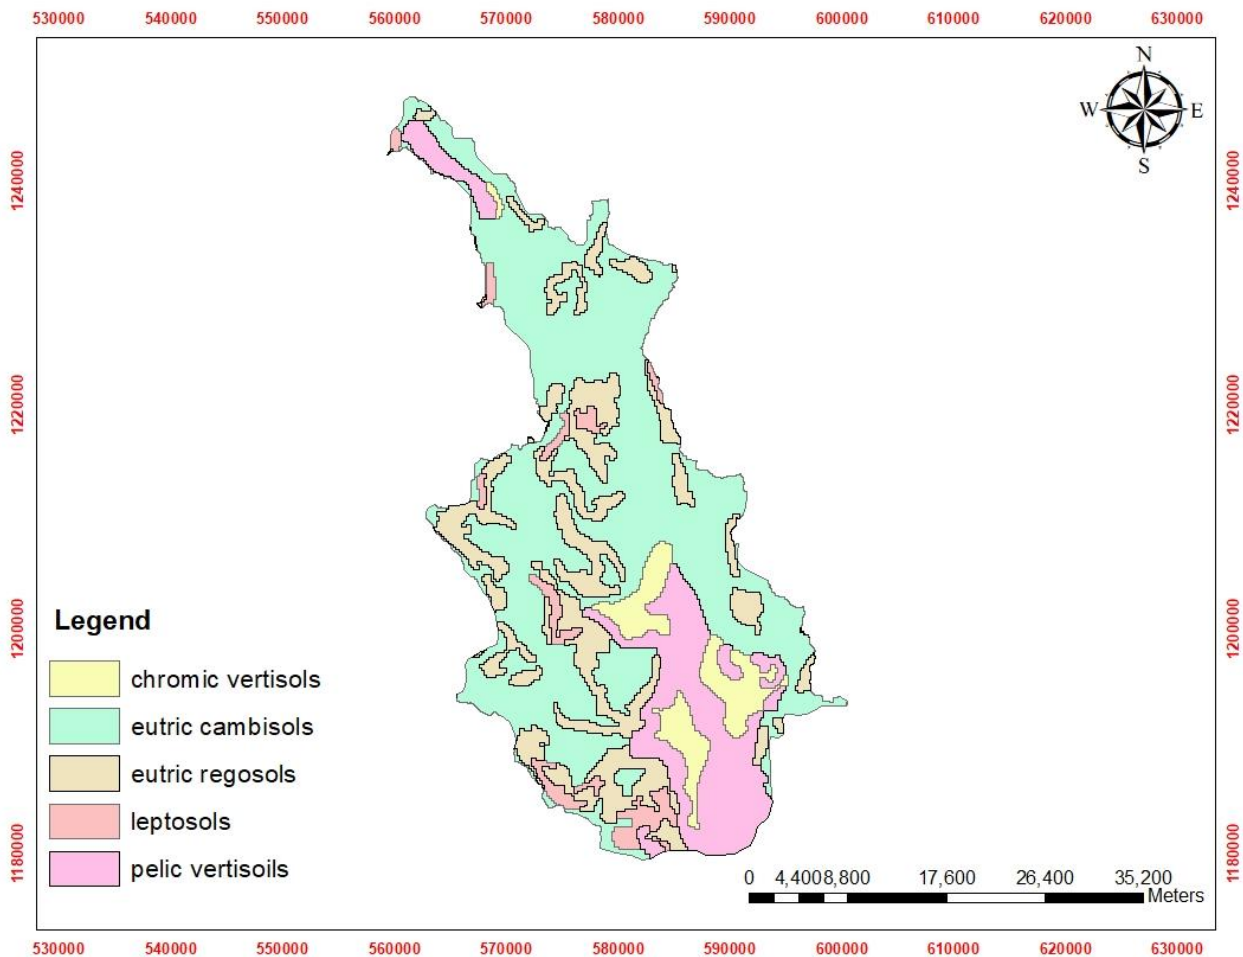 530000 540000 550000 560000 570000 580000 590000 600000 610000 620000 630000
N
W E
S
1240000 1240000
1220000 1220000
1200000 1200000
1180000 1180000
Legend
chromic vertisols
eutric cambisols
eutric regosols
leptosols
pelic vertisoils
0 4,400 8,800 17,600 26,400 35,200
Meters
530000 540000 550000 560000 570000 580000 590000 600000 610000 620000 630000